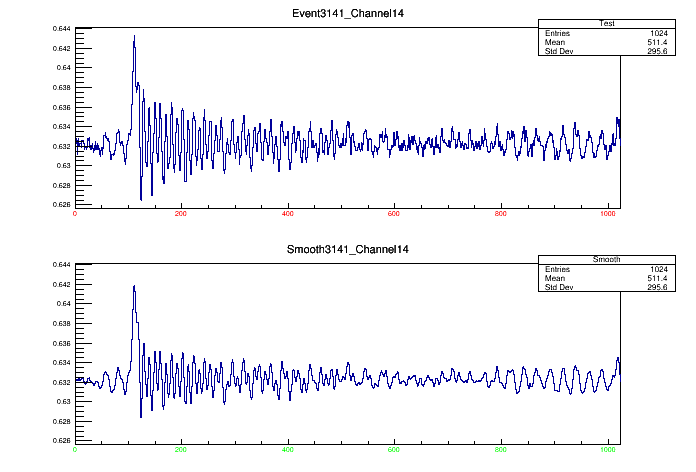 Event3141_Channel14
Test
Entries 1024
Mean 511.4
Std Dev 295.6
0.644
0.642
0.64
0.638
0.636
0.634
0.632
0.63
0.628
0.626
0 200 400 600 800 1000
Smooth3141_Channel14
Smooth
Entries 1024
Mean 511.4
Std Dev 295.6
0.644
0.642
0.64
0.638
0.636
0.634
0.632
0.63
0.628
0.626
0 200 400 600 800 1000